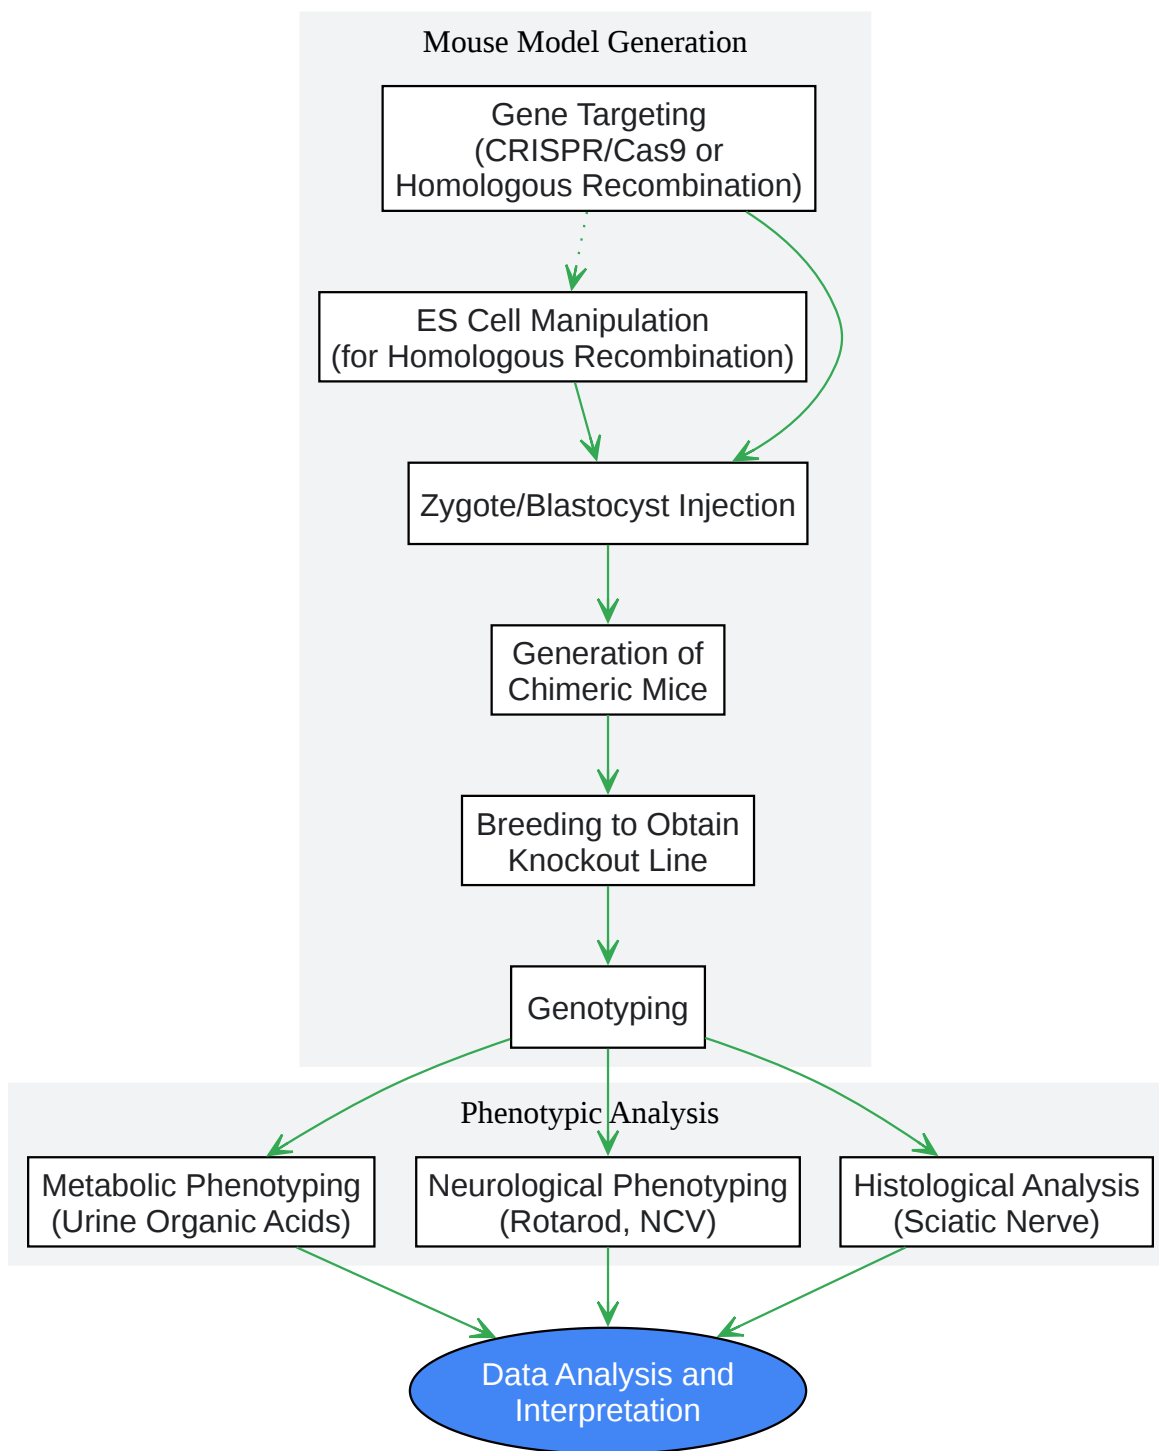 Mouse Model Generation
Gene Targeting
(CRISPR/Cas9 or
Homologous Recombination)
ES Cell Manipulation
(for Homologous Recombination)
Zygote/Blastocyst Injection
Generation of
Chimeric Mice
Breeding to Obtain
Knockout Line
Genotyping
Phenotypic Analysis
Metabolic Phenotyping
(Urine Organic Acids)
Neurological Phenotyping
(Rotarod, NCV)
Histological Analysis
(Sciatic Nerve)
Data Analysis and
Interpretation